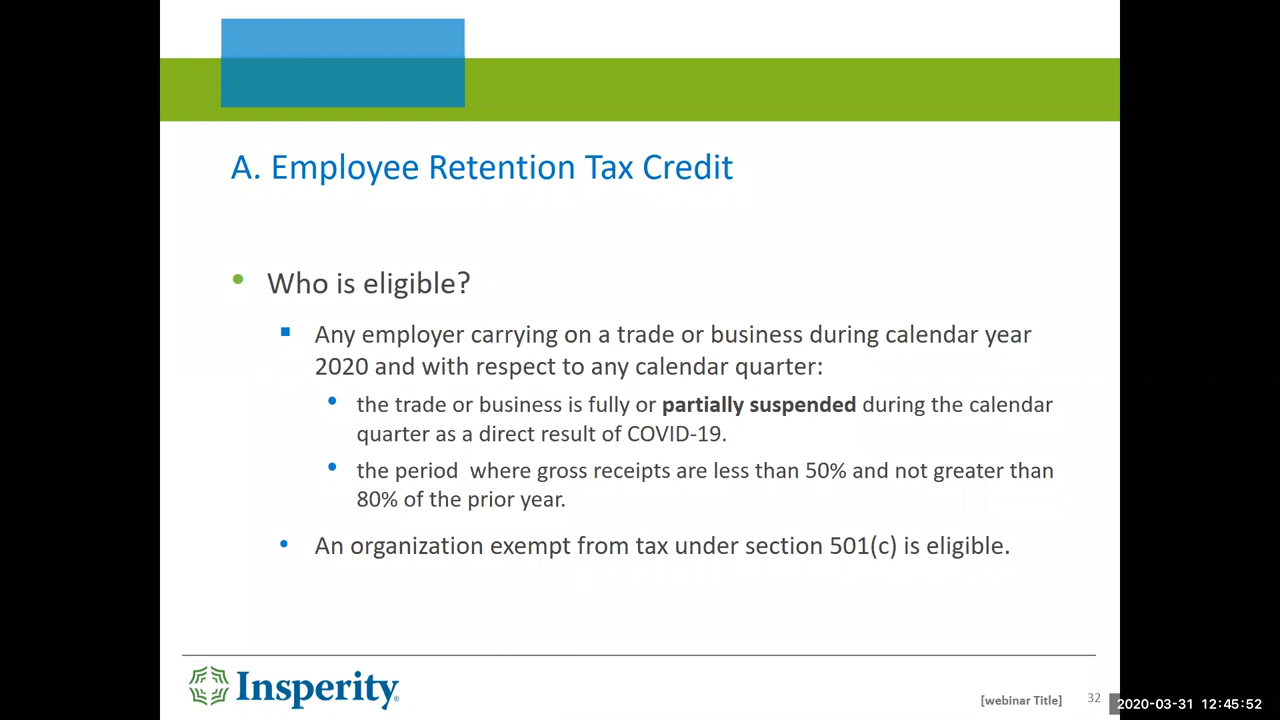 A. Employee Retention Tax Credit
Who is eligible?
Any employer carrying on a trade or business during calendar year
2020 and with respect to any calendar quarter:
the trade or business is fully or partially suspended during the calendar
quarter as a direct result of COVID-19.
the period where gross receipts are less than 50% and not greater than
80% of the prior year.
An organization exempt from tax under section 501(c) is eligible.
Insperity
[webinar Title] 32
2020-03-31 12:45:52